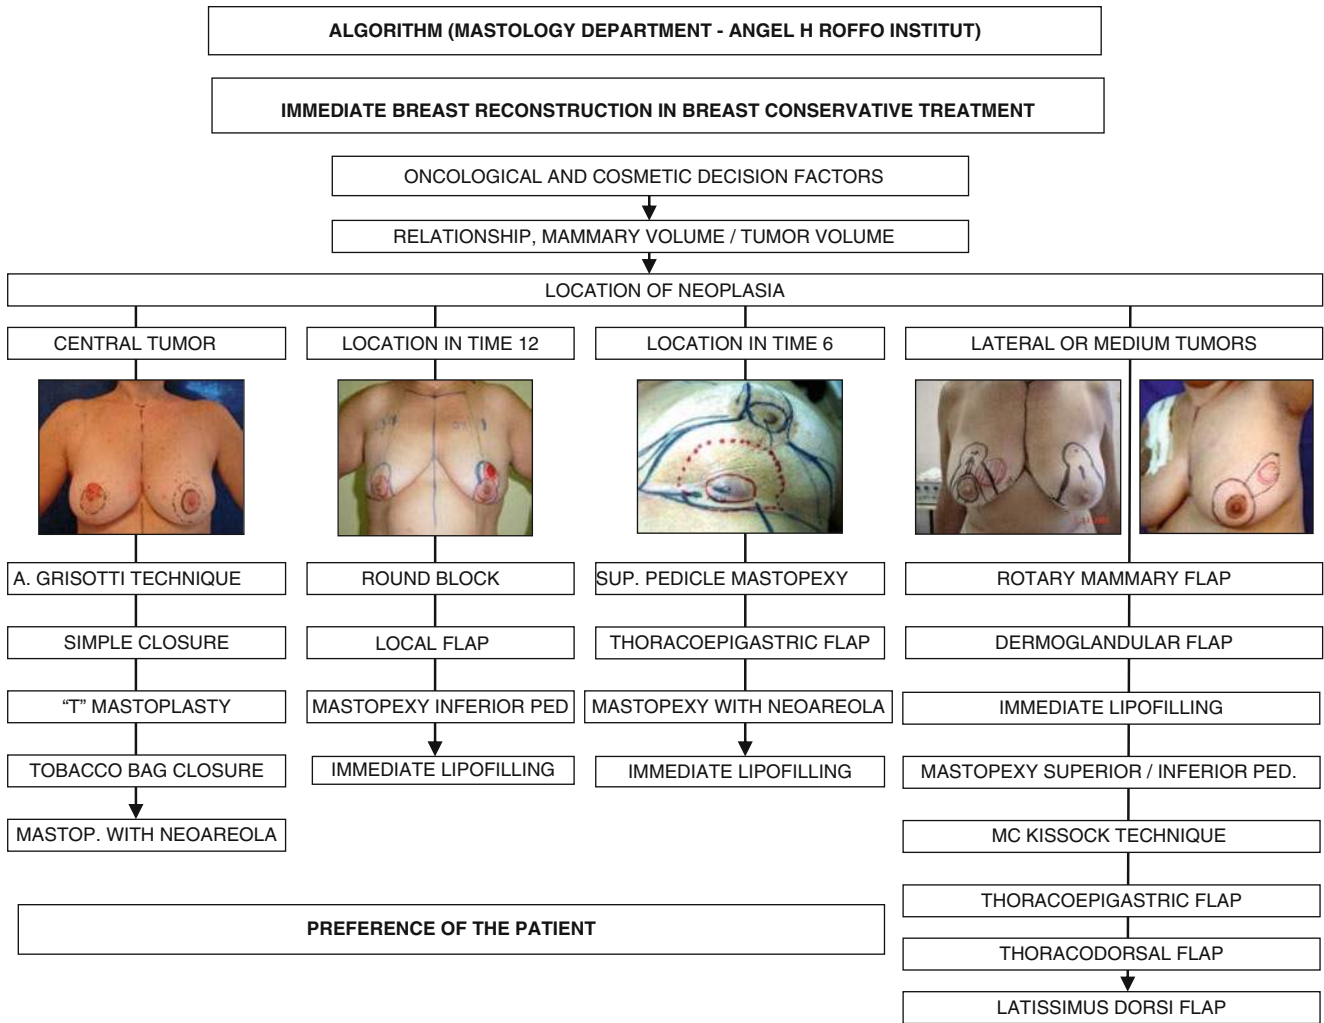 ALGORITHM (MASTOLOGY DEPARTMENT - ANGEL H ROFFO INSTITUT)
IMMEDIATE BREAST RECONSTRUCTION IN BREAST CONSERVATIVE TREATMENT
ONCOLOGICAL AND COSMETIC DECISION FACTORS
RELATIONSHIP, MAMMARY VOLUME / TUMOR VOLUME
LOCATION OF NEOPLASIA
CENTRAL TUMOR
A. GRISOTTI TECHNIQUE
SIMPLE CLOSURE
“T” MASTOPLASTY
TOBACCO BAG CLOSURE
MASTOP. WITH NEOAREOLA
LOCATION IN TIME 12
ROUND BLOCK
LOCAL FLAP
MASTOPEXY INFERIOR PED
IMMEDIATE LIPOFILLING
LOCATION IN TIME 6
SUP. PEDICLE MASTOPEXY
THORACOEPIGASTRIC FLAP
MASTOPEXY WITH NEOAREOLA
IMMEDIATE LIPOFILLING
LATERAL OR MEDIUM TUMORS
ROTARY MAMMARY FLAP
DERMOGLANDULAR FLAP
IMMEDIATE LIPOFILLING
MASTOPEXY SUPERIOR / INFERIOR PED.
MC KISSOCK TECHNIQUE
THORACOEPIGASTRIC FLAP
THORACODORSAL FLAP
LATISSIMUS DORSI FLAP
PREFERENCE OF THE PATIENT